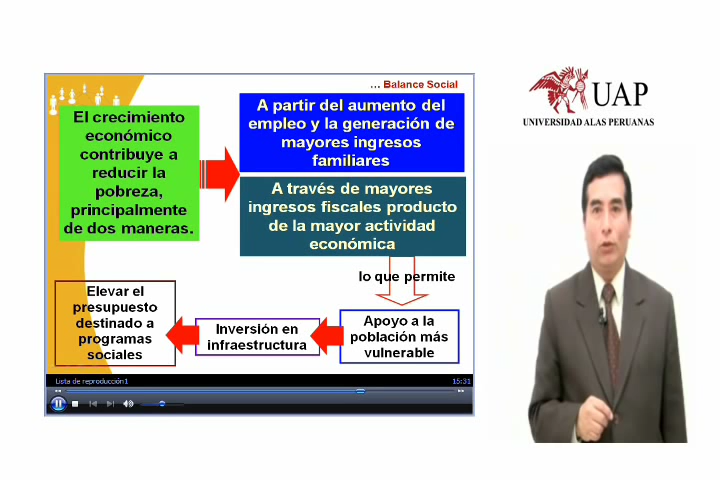 ... Balance Social
El crecimiento
económico
contribuye a
reducir la
pobreza,
principalmente
de dos maneras.
A partir del aumento del
empleo y la generación de
mayores ingresos
familiares
A través de mayores
ingresos fiscales producto
de la mayor actividad
económica
lo que permite
Apoyo a la
población más
vulnerable
Inversión en
infraestructura
Elevar el
presupuesto
destinado a
programas
sociales
Lista de reproducción1
15:31
UAP
UNIVERSIDAD ALAS PERUANAS